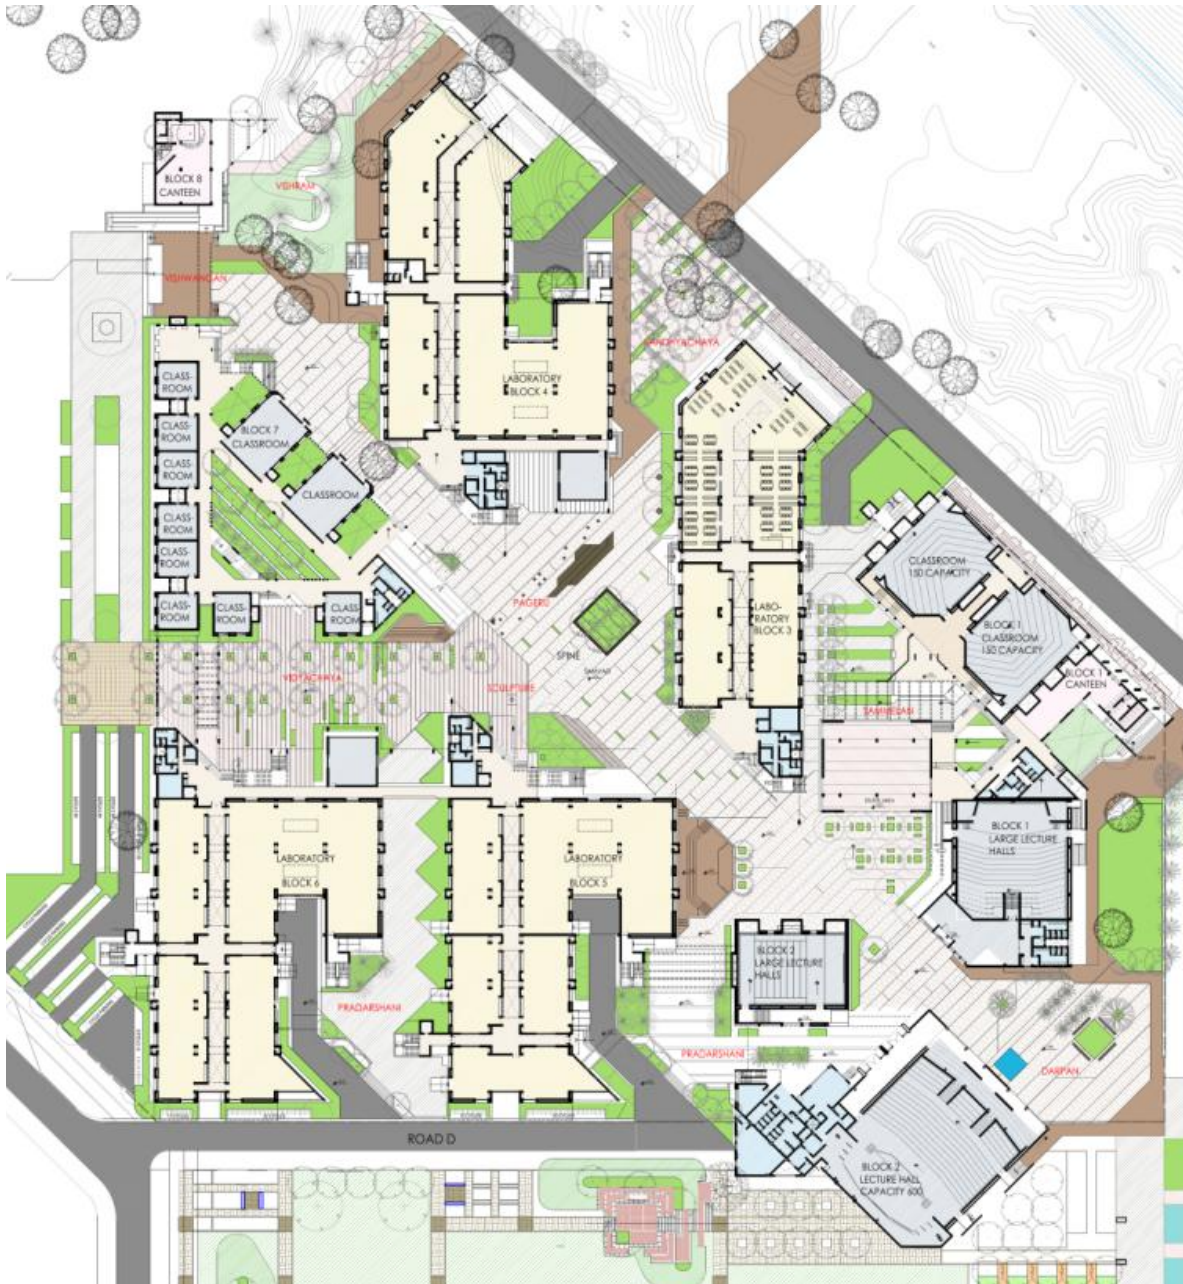 BLOCK 8
CANTEEN
VISHRAM
VISHWANGAN
SANDHYACHAYA
LABORATORY
BLOCK 4
CLASS-
ROOM
CLASS-
ROOM
CLASS-
ROOM
CLASS-
ROOM
CLASS-
ROOM
CLASS-
ROOM
CLASS-
ROOM
CLASS-
ROOM
BLOCK 7
CLASSROOM
CLASSROOM
PAGERU
SPINE
LABO-
RATORY
BLOCK 3
CLASSROOM
150 CAPACITY
BLOCK 1
CLASSROOM
150 CAPACITY
BLOCK 1
CANTEEN
VIDYACHAYA
SCULPTURE
SAMMELAN
LABORATORY
BLOCK 6
LABORATORY
BLOCK 5
BLOCK 1
LARGE LECTURE
HALLS
BLOCK 2
LARGE LECTURE
HALLS
PRADARSHANI
PRADARSHANI
DARPAN
ROAD D
BLOCK 2
LECTURE HALL
CAPACITY 600